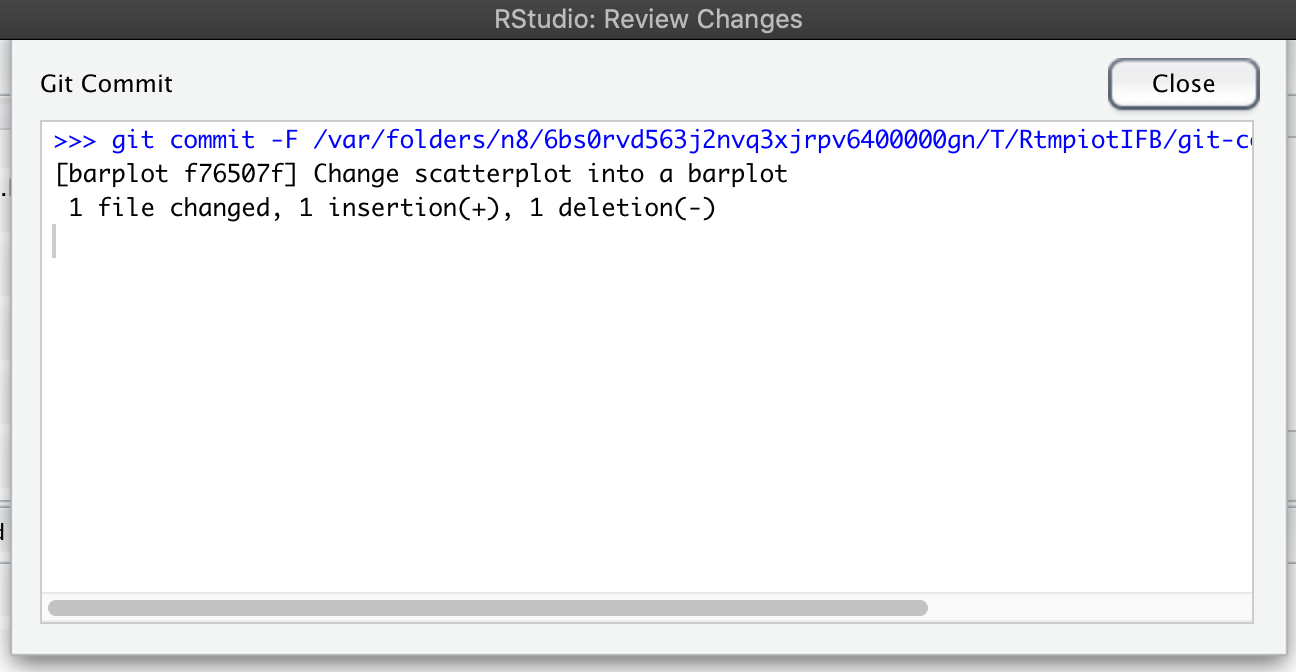 RStudio: Review Changes
Git Commit
Close
>>> git commit -F /var/folders/n8/6bs0rvd563j2nvq3xjrpv6400000gn/T/RtmpiotIFB/git-c
[barplot f76507f] Change scatterplot into a barplot
1 file changed, 1 insertion(+), 1 deletion(-)